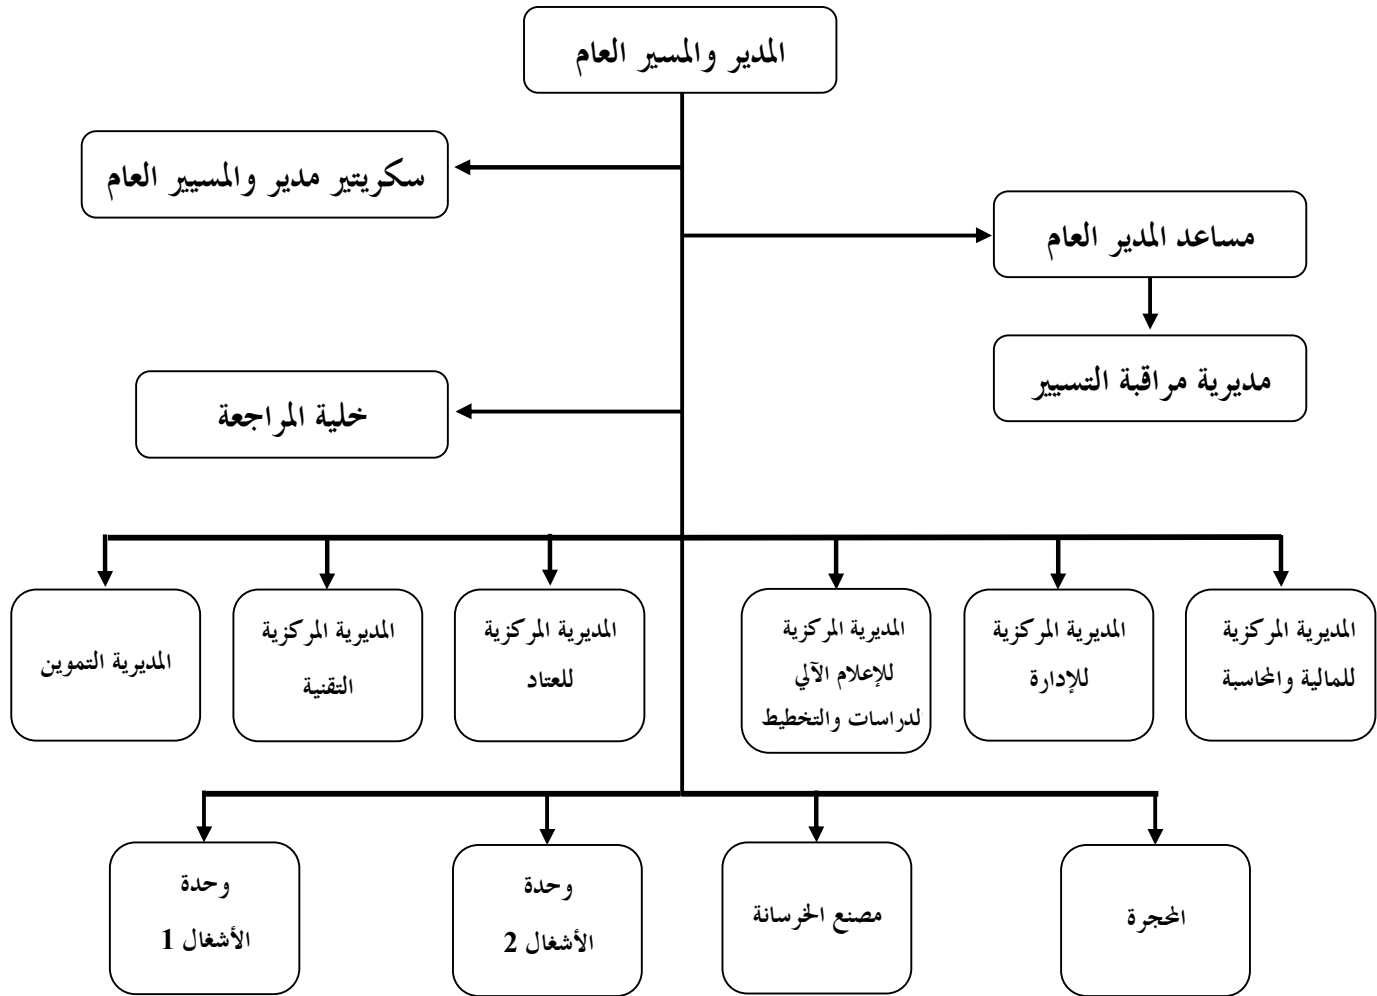 المدير والمسير العام
سكريتير مدير والمسيير العام
مساعد المدير العام
مديرية مراقبة التسيير
خلية المراجعة
المديرية المركزية
للمالية والمحاسبة
المديرية المركزية
للإدارة
المديرية المركزية
للإعلام الآلي
لدراسات والتخطيط
المديرية المركزية
للعتاد
المديرية المركزية
التقنية
المديرية التموين
المحجرة
مصنع الخرسانة
وحدة
الأشغال 2
وحدة
الأشغال 1